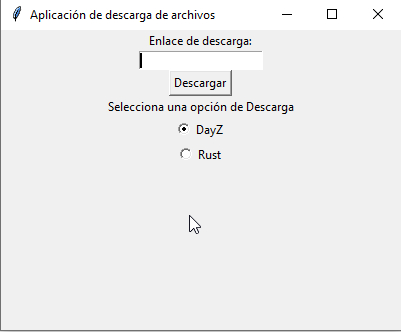 Aplicación de descarga de archivos
Enlace de descarga:
Descargar
Selecciona una opción de Descarga
DayZ
Rust